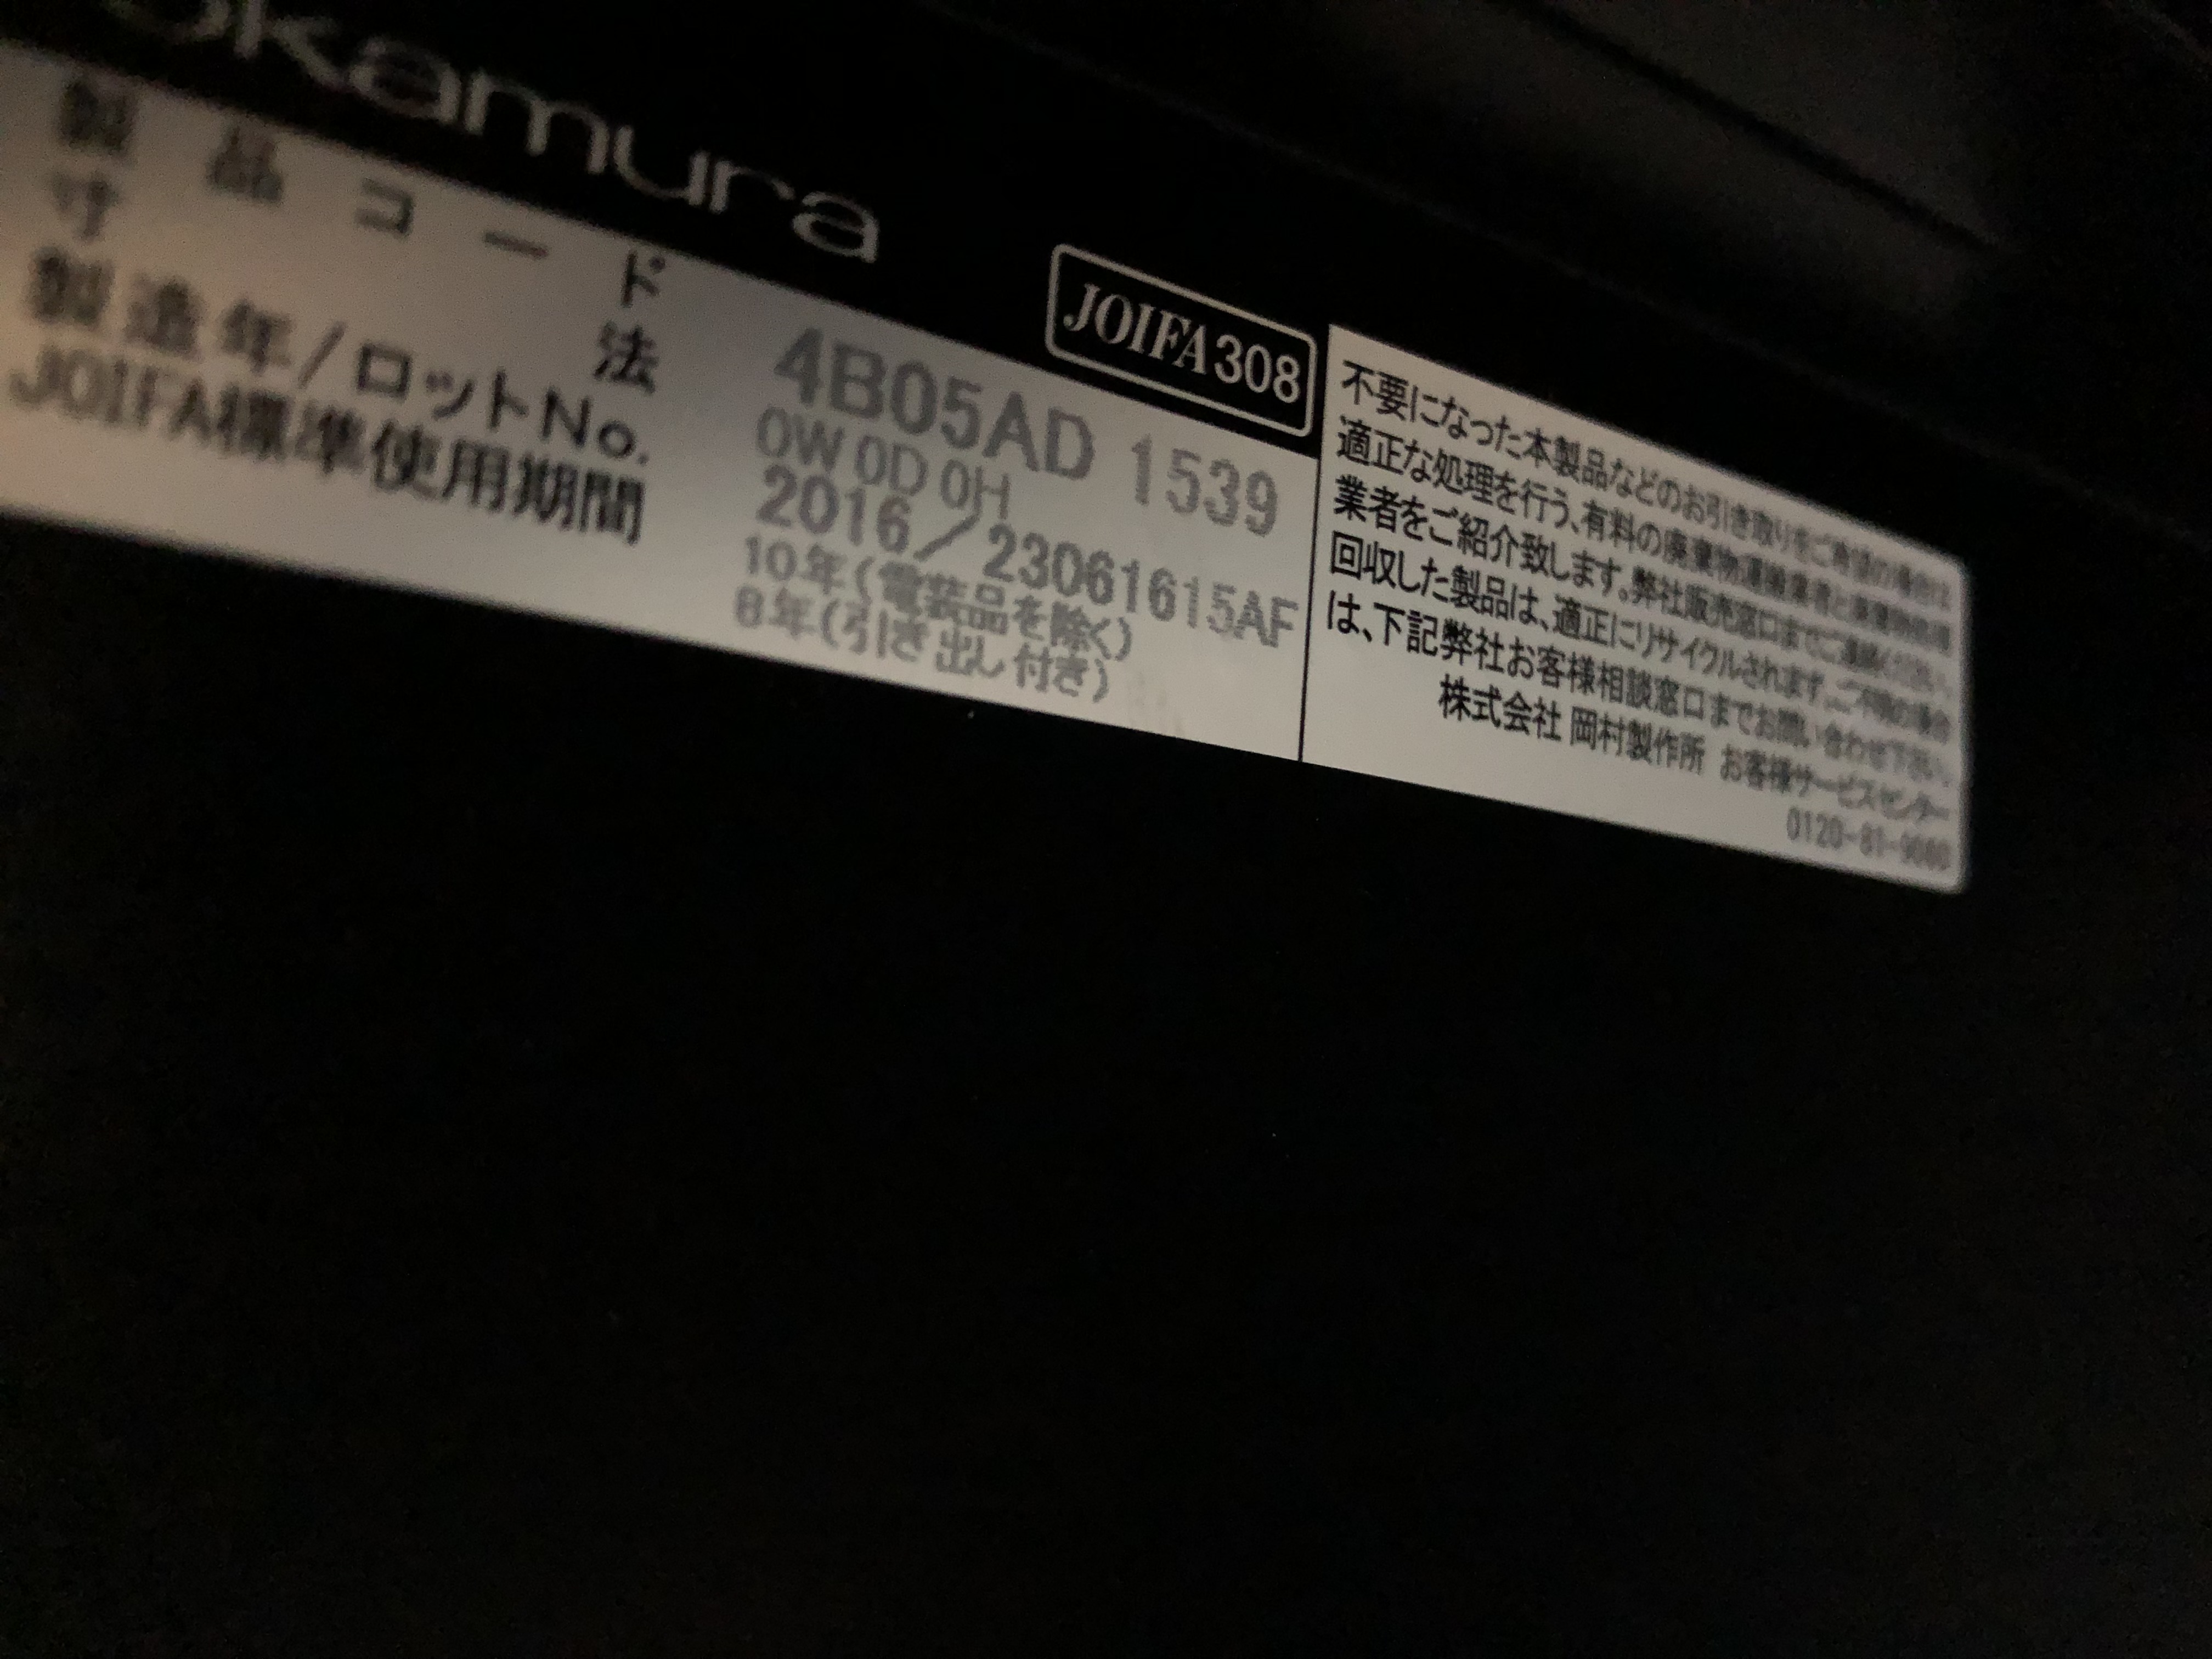 okamura
JOIFA308
製品コード 4B05AD 1539
寸法 0W 0D 0H
製造年/ロットNo. 2016/23061615AF
JOIFA標準使用期間 10年(電装品を除く)
8年(引き出し付き)
不要になった本製品などのお引き取りをご希望の場合は
適正な処理を行う、有料の廃棄物運搬業者と廃棄物処理
業者をご紹介致します。弊社販売窓口までご連絡ください。
回収した製品は、適正にリサイクルされます。ご不明の場合
は、下記弊社お客様相談窓口までお問い合わせ下さい。
株式会社 岡村製作所 お客様サービスセンター
0120-81-9060